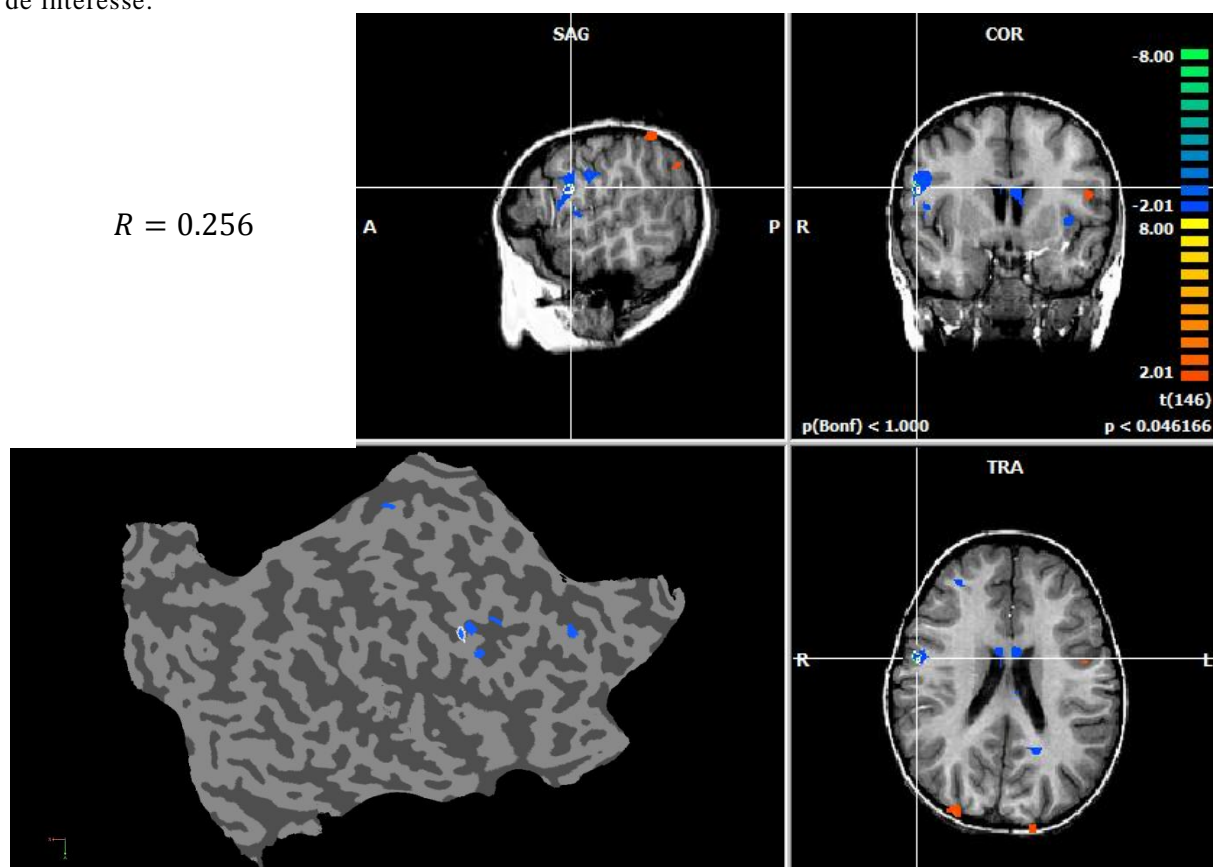 de interesse.
R = 0.256
SAG
A
P
COR
R
-8.00
-2.01
8.00
2.01
t(146)
p(Bonf) < 1.000
p < 0.046166
TRA
R
L